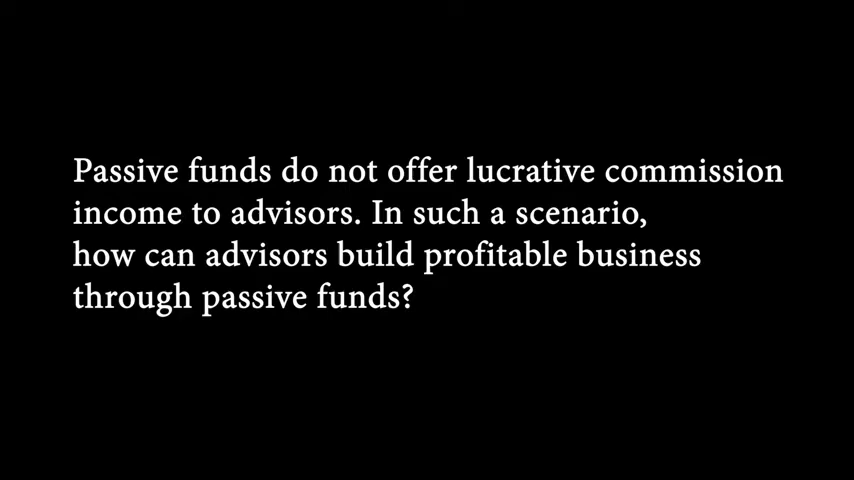 Passive funds do not offer lucrative commission
income to advisors. In such a scenario,
how can advisors build profitable business
through passive funds?